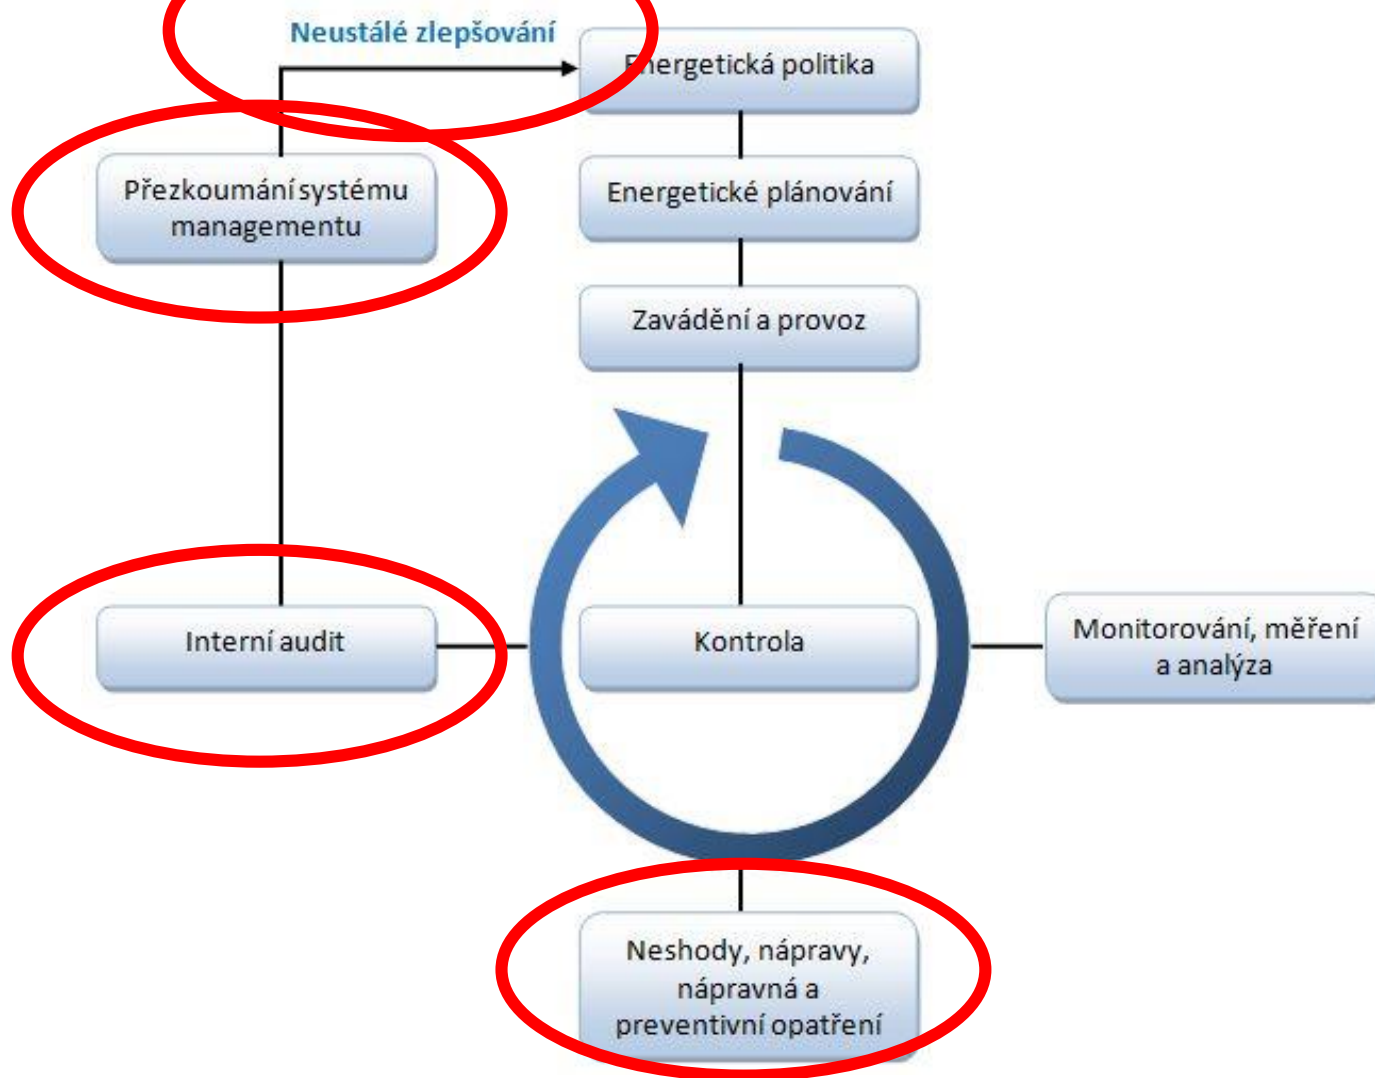 Neustálé zlepšování
Energetická politika
Přezkoumání systému
managementu
Energetické plánování
Zavádění a provoz
Interní audit
Kontrola
Monitorování, měření
a analýza
Neshody, nápravy,
nápravná a
preventivní opatření